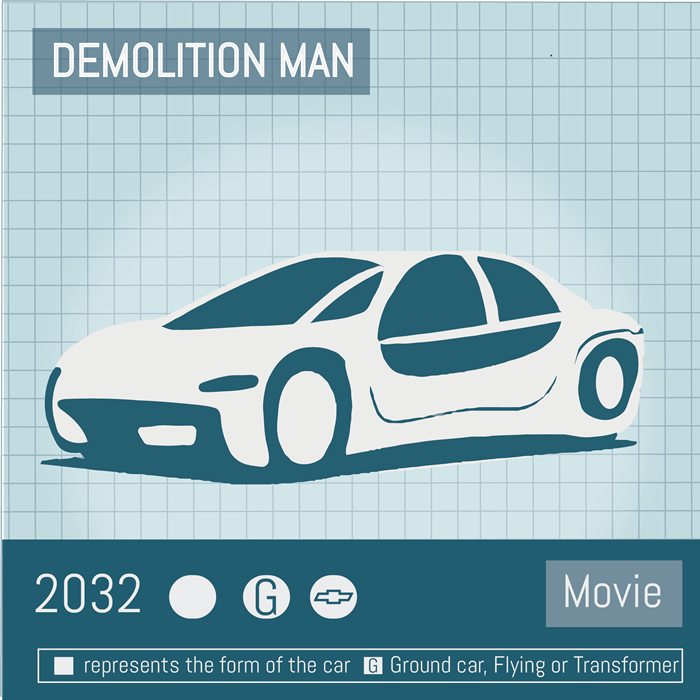 DEMOLITION MAN
2032 G Movie
represents the form of the car G Ground car, Flying or Transformer